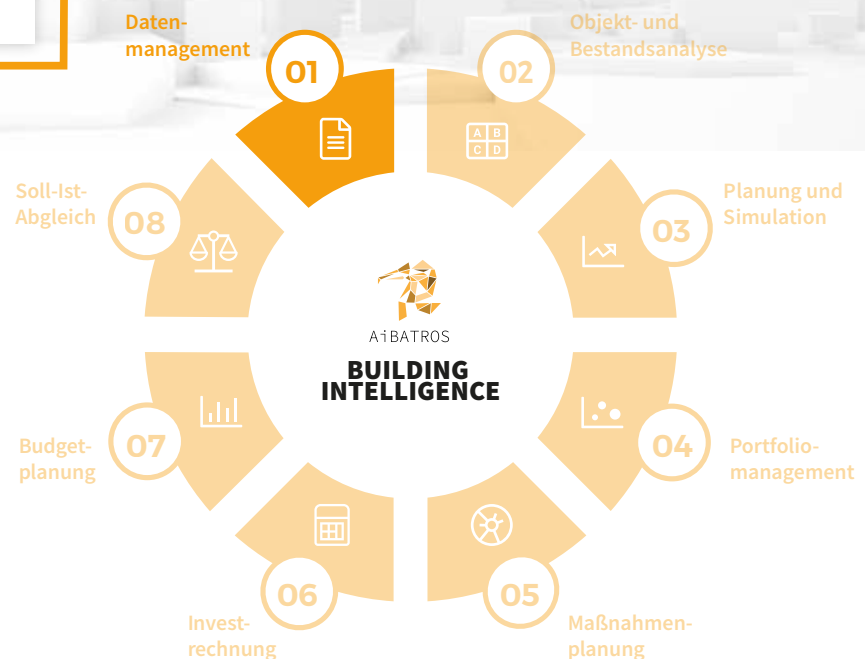 Daten-
management
01
Objekt- und
Bestandsanalyse
02
A B
C D
Planung und
Simulation
03
Portfolio-
management
04
Maßnahmen-
planung
05
Invest-
rechnung
06
Budget-
planung
07
Soll-Ist-
Abgleich
08
AiBATROS
BUILDING
INTELLIGENCE